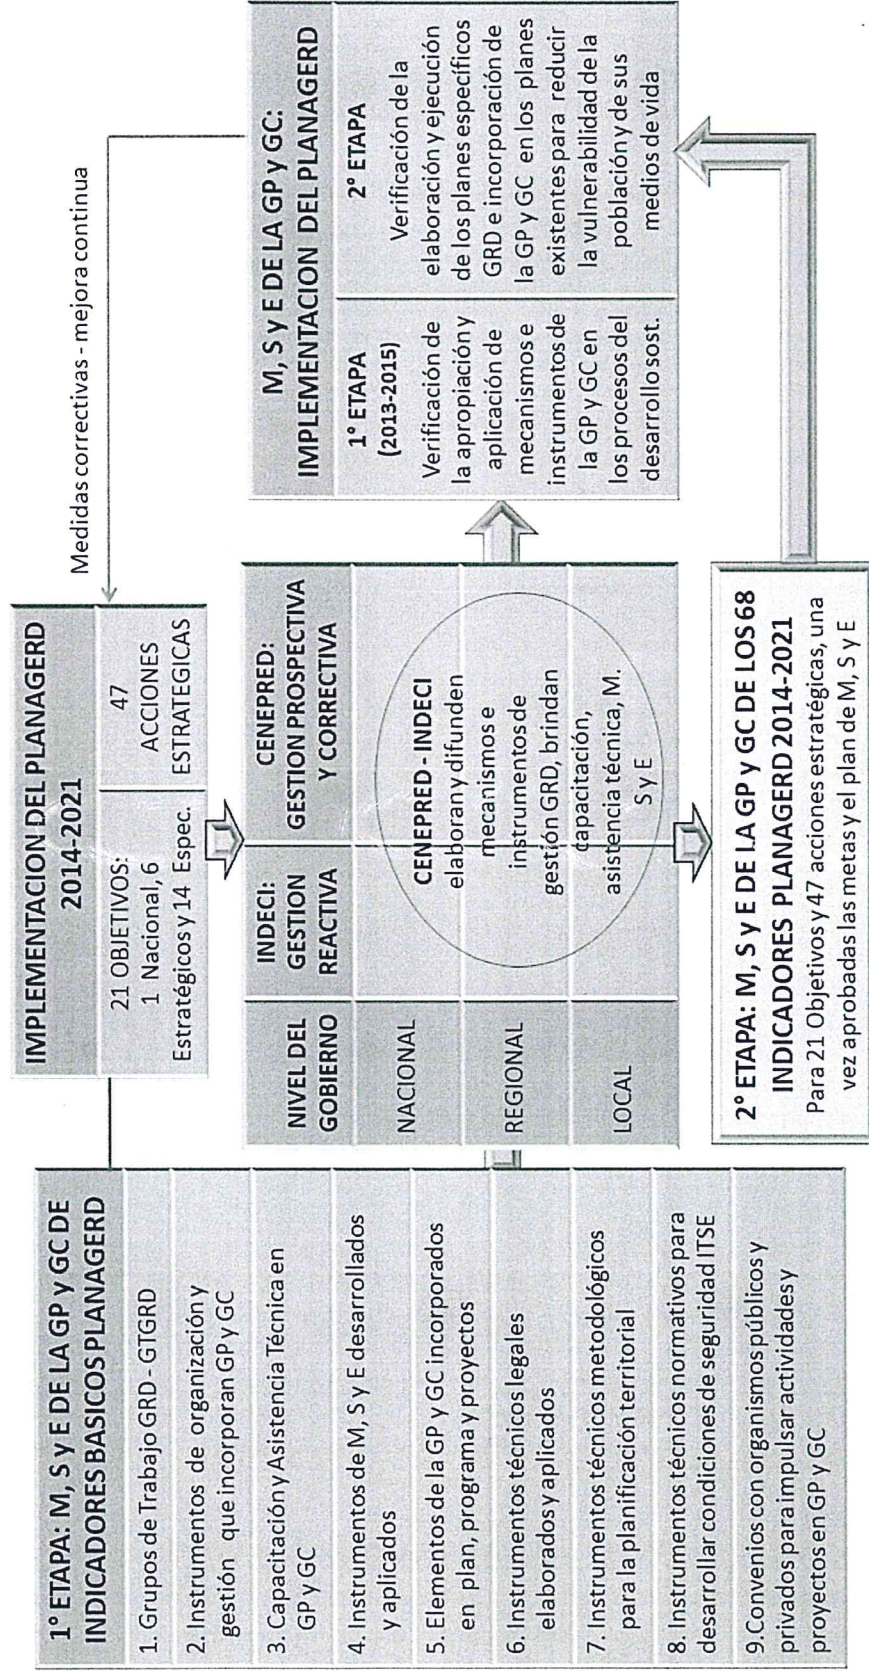 1° ETAPA: M, S y E DE LA GP y GC DE
INDICADORES BASICOS PLANAGERD
1. Grupos de Trabajo GRD - GTGRD
2. Instrumentos de organización y
gestión que incorporan GP y GC
3. Capacitación y Asistencia Técnica en
GP y GC
4. Instrumentos de M, S y E desarrollados
y aplicados
5. Elementos de la GP y GC incorporados
en plan, programa y proyectos
6. Instrumentos técnicos legales
elaborados y aplicados
7. Instrumentos técnicos metodológicos
para la planificación territorial
8. Instrumentos técnicos normativos para
desarrollar condiciones de seguridad ITSE
9.Convenios con organismos públicos y
privados para impulsar actividades y
proyectos en GP y GC
IMPLEMENTACION DEL PLANAGERD
2014-2021
21 OBJETIVOS:
1 Nacional, 6
Estratégicos y 14 Espec.
47
ACCIONES
ESTRATEGICAS
Medidas correctivas - mejora continua
NIVEL DEL
GOBIERNO
INDECI:
GESTION
REACTIVA
CENEPRED:
GESTION PROSPECTIVA
Y CORRECTIVA
NACIONAL
REGIONAL
LOCAL
CENEPRED - INDECI
elaboran y difunden
mecanismos e
instrumentos de
gestión GRD, brindan
capacitación,
asistencia técnica, M.
S y E
2° ETAPA: M, S y E DE LA GP y GC DE LOS 68
INDICADORES PLANAGERD 2014-2021
Para 21 Objetivos y 47 acciones estratégicas, una
vez aprobadas las metas y el plan de M, S y E
M, S y E DE LA GP y GC:
IMPLEMENTACION DEL PLANAGERD
1° ETAPA
(2013-2015)
Verificación de
la apropiación y
aplicación de
mecanismos e
instrumentos de
la GP y GC en
los procesos del
desarrollo sost.
2° ETAPA
Verificación de la
elaboración y ejecución
de los planes específicos
GRD e incorporación de
la GP y GC en los planes
existentes para reducir
la vulnerabilidad de la
población y de sus
medios de vida